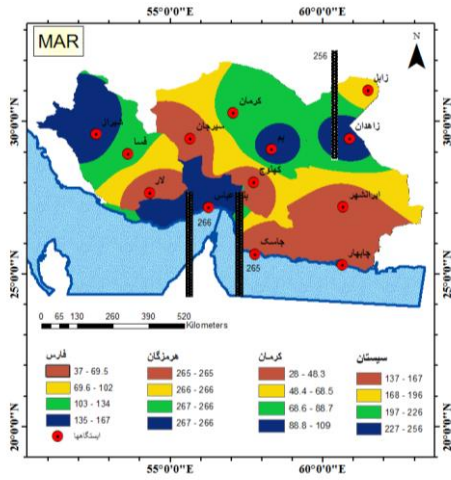 55°0'0"E
60°0'0"E
MAR
N
256
زابل
کرمان
30°0'0"N
30°0'0"N
شیراز
سیرجان
زاهدان
فسا
بم
کهنوج
لار
ایرانشهر
266
جاسک
265
چابهار
25°0'0"N
25°0'0"N
0 65 130 260 390 520
Kilometers
فارس
هرمزگان
کرمان
سیستان
37 - 69.5
265 - 265
28 - 48.3
137 - 167
69.6 - 102
266 - 266
48.4 - 68.5
168 - 196
103 - 134
267 - 266
68.6 - 88.7
197 - 226
135 - 167
267 - 266
88.8 - 109
227 - 256
ایستگاهها
20°0'0"N
20°0'0"N
55°0'0"E
60°0'0"E